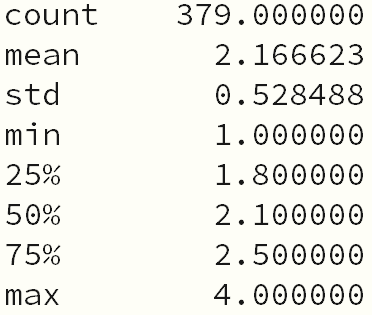 count 379.000000
mean 2.166623
std 0.528488
min 1.000000
25% 1.800000
50% 2.100000
75% 2.500000
max 4.000000